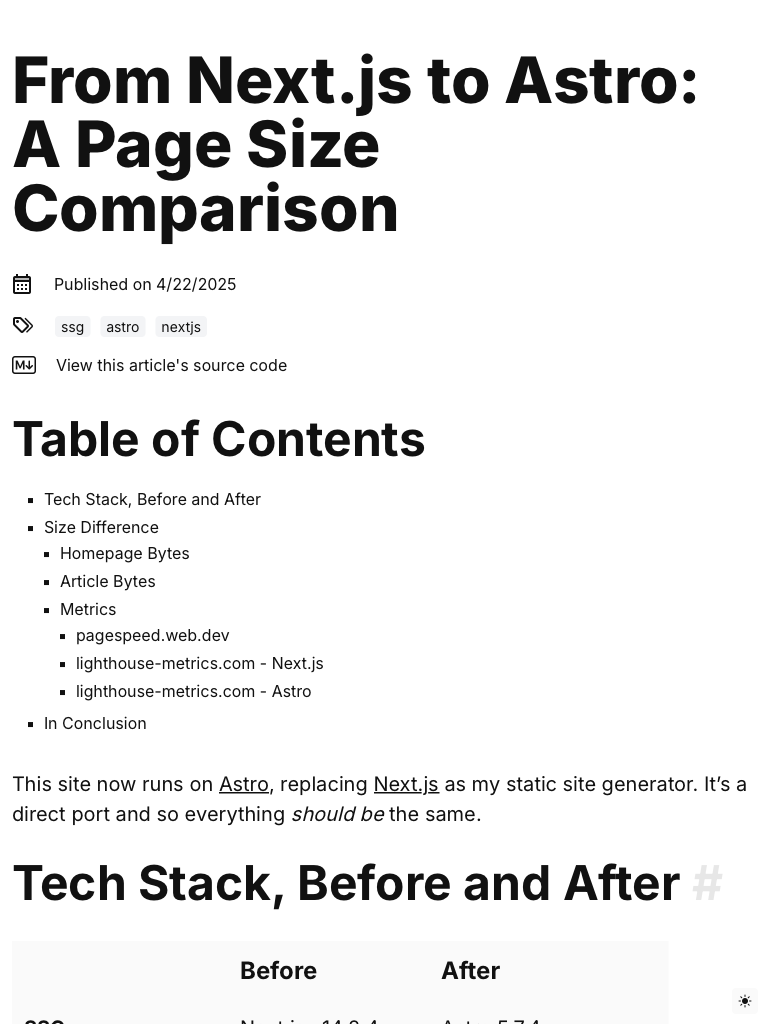 From Next.js to Astro:
A Page Size
Comparison
Published on 4/22/2025
ssg astro nextjs
View this article's source code
Table of Contents
Tech Stack, Before and After
Size Difference
Homepage Bytes
Article Bytes
Metrics
pagespeed.web.dev
lighthouse-metrics.com - Next.js
lighthouse-metrics.com - Astro
In Conclusion
This site now runs on Astro, replacing Next.js as my static site generator. It’s a
direct port and so everything should be the same.
Tech Stack, Before and After #
Before After